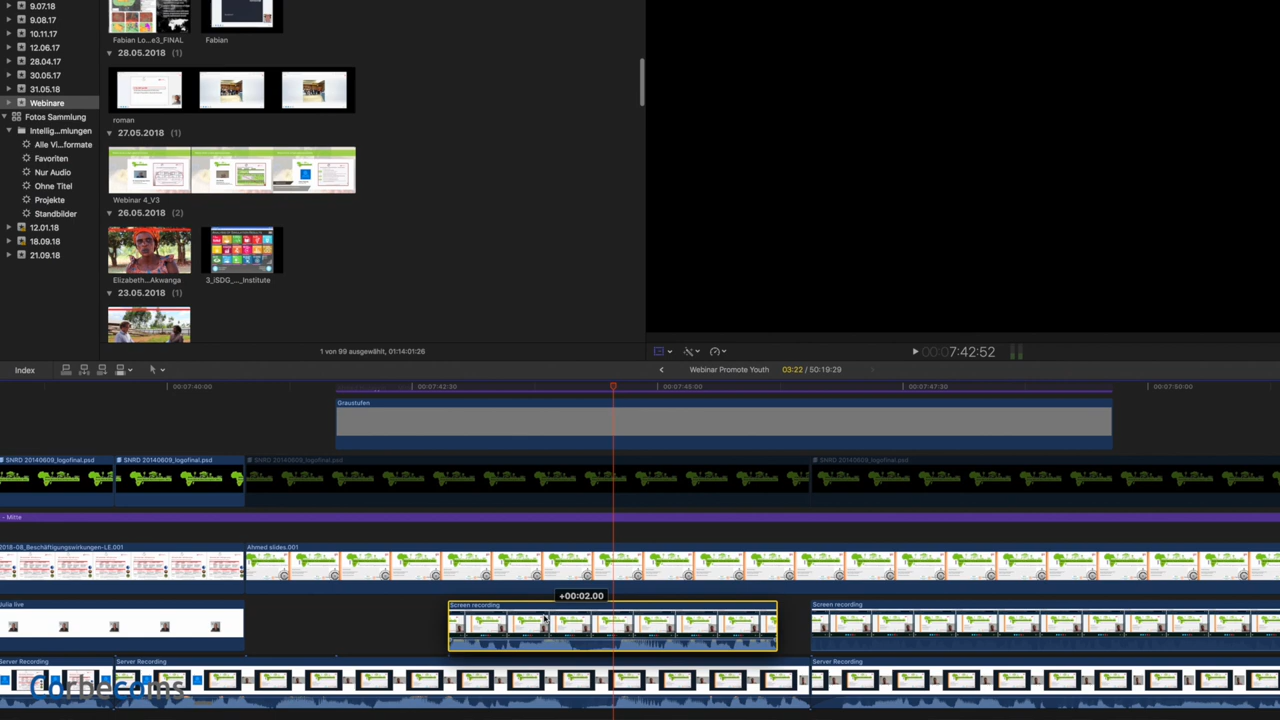 9.07.18
9.08.17
10.11.17
12.06.17
28.04.17
30.05.17
31.05.18
Webinare
Fotos Sammlung
Intellig...mlungen
Alle Vi...formate
Favoriten
Nur Audio
Ohne Titel
Projekte
Standbilder
12.01.18
18.09.18
21.09.18
Fabian Lo...e3_FINAL
Fabian
28.05.2018 (1)
roman
27.05.2018 (1)
Webinar 4_V3
26.05.2018 (2)
Elizabeth...Akwanga
3_iSDG_..._Institute
23.05.2018 (1)
1 von 99 ausgewählt, 01:14:01:26
00:00:07:42:52
Index
Webinar Promote Youth
03:22 / 50:19:29
00:07:40:00
00:07:42:30
00:07:45:00
00:07:47:30
00:07:50:00
Graustufen
SNRD 20140609_logofinal.psd
SNRD 20140609_logofinal.psd
SNRD 20140609_logofinal.psd
SNRD 20140609_logofinal.psd
- Mitte
2018-08_Beschäftigungswirkungen-LE.001
Ahmed slides.001
+00:02.00
Julia live
Screen recording
Screen recording
Server Recording
Server Recording
Server Recording
Corbecoms